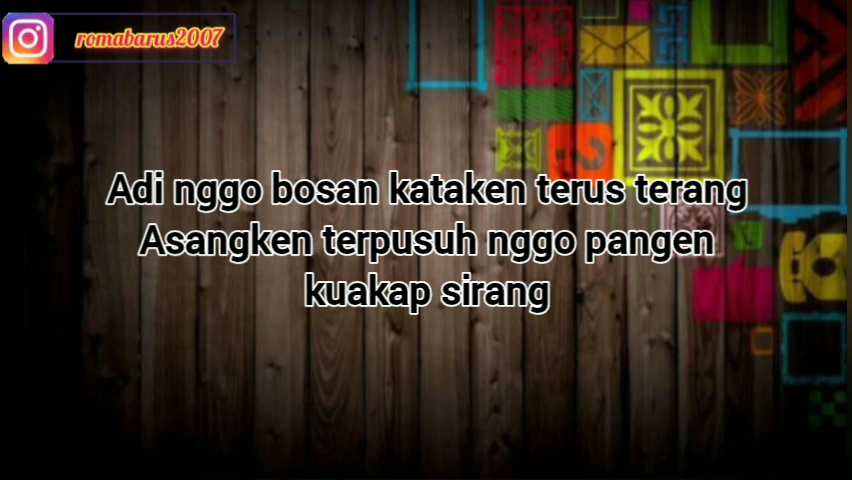 romabarus2007
Adi nggo bosan kataken terus terang
Asangken terpusuh nggo pangen
kuakap sirang